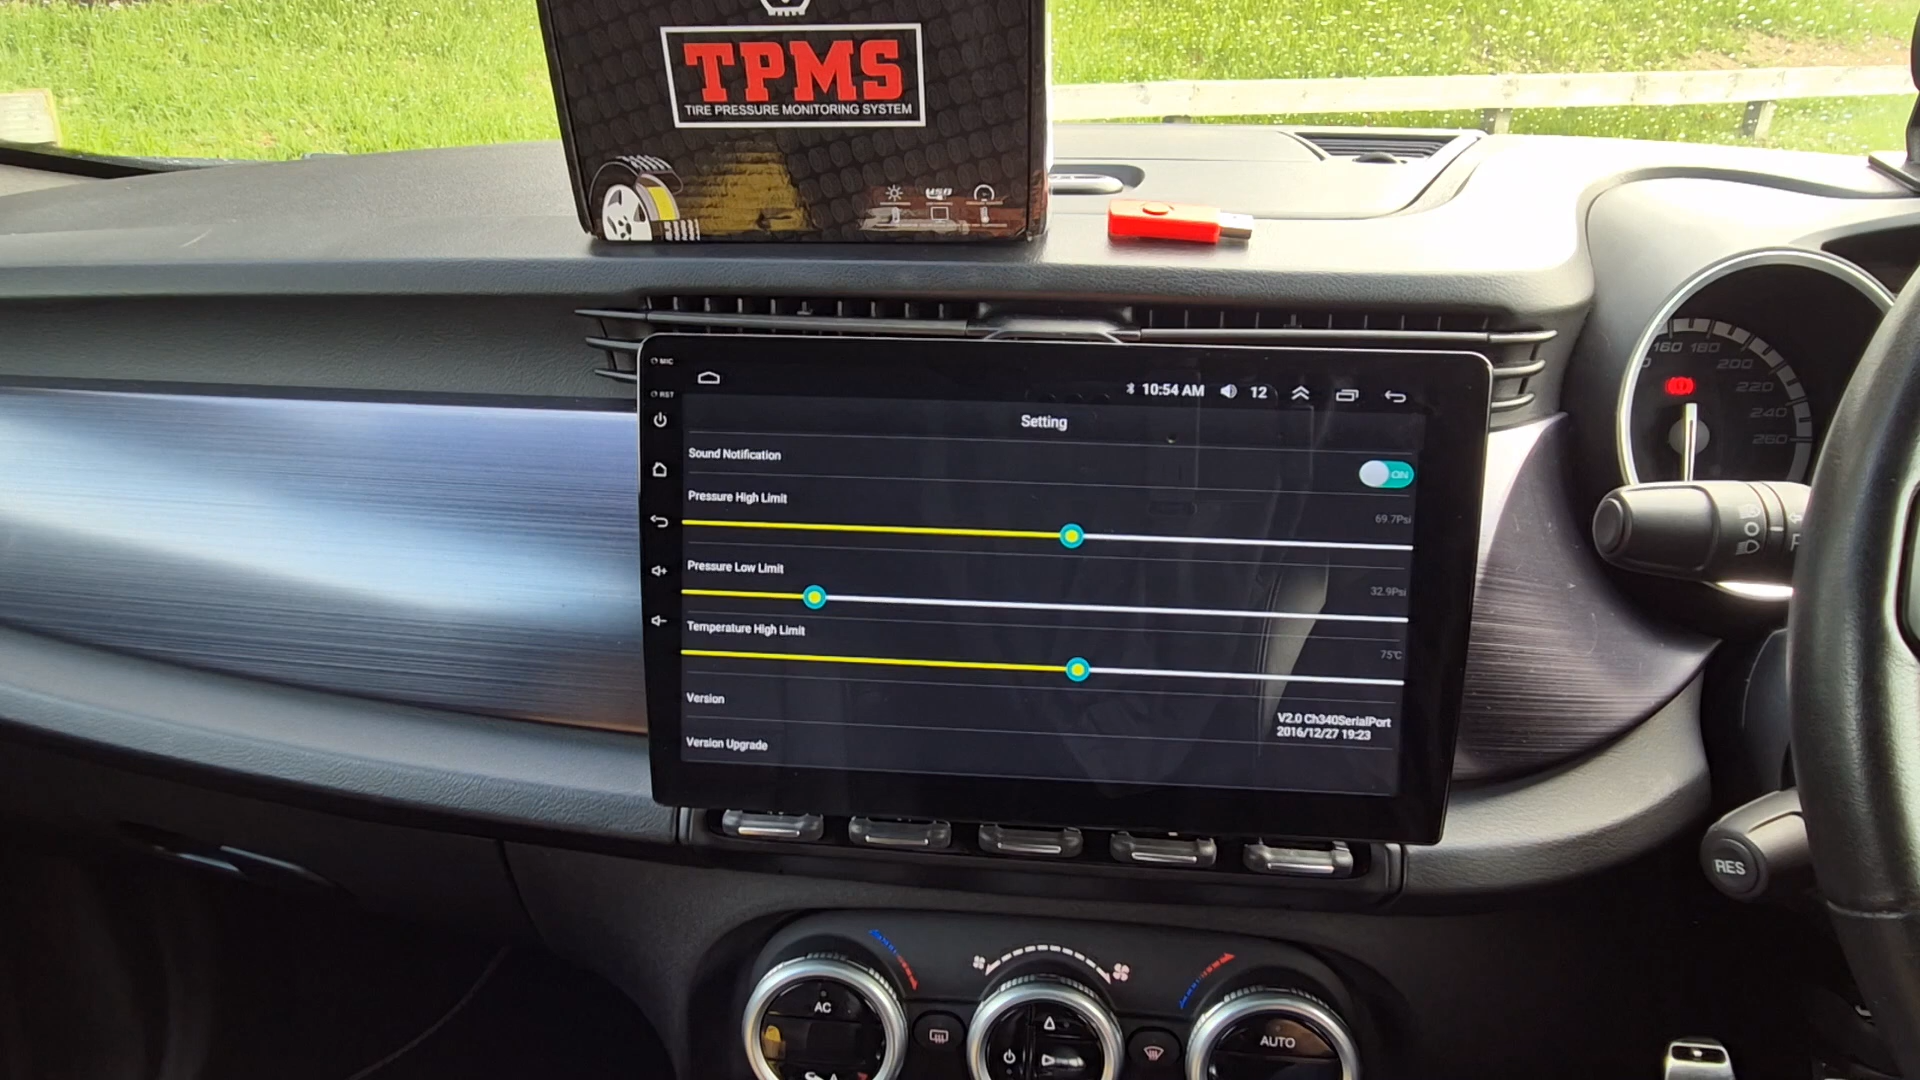 TPMS
TIRE PRESSURE MONITORING SYSTEM
USB
MIC
RST
10:54 AM
12
Setting
Sound Notification
ON
Pressure High Limit
69.7Psi
Pressure Low Limit
32.9Psi
Temperature High Limit
75℃
Version
V2.0 Ch340SerialPort
2016/12/27 19:23
Version Upgrade
160
180
200
220
240
260
RES
AC
AUTO